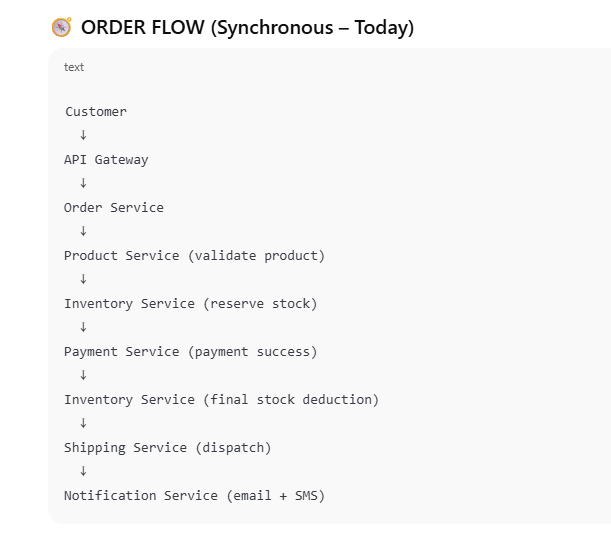 🧭 ORDER FLOW (Synchronous – Today)
text
Customer
↓
API Gateway
↓
Order Service
↓
Product Service (validate product)
↓
Inventory Service (reserve stock)
↓
Payment Service (payment success)
↓
Inventory Service (final stock deduction)
↓
Shipping Service (dispatch)
↓
Notification Service (email + SMS)